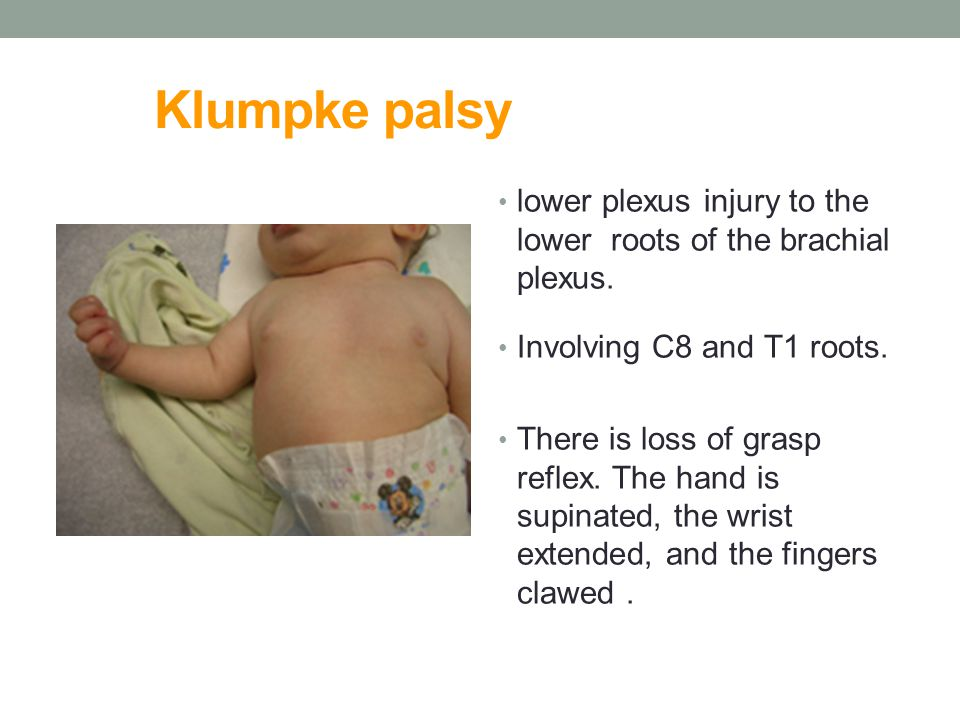 Klumpke palsy
• lower plexus injury to the
lower roots of the brachial
plexus.
• Involving C8 and T1 roots.
• There is loss of grasp
reflex. The hand is
supinated, the wrist
extended, and the fingers
clawed .